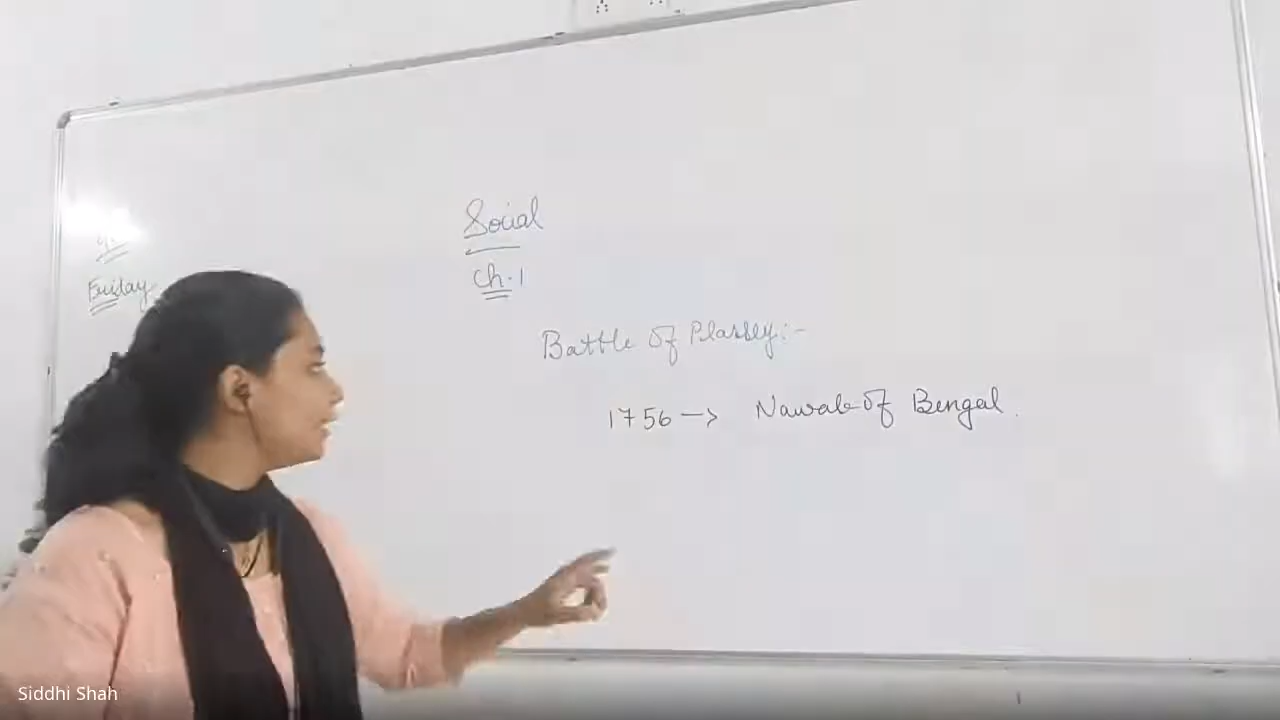 Social
Friday
Ch.1
Battle of Plassey:-
1756 → Nawab of Bengal.
Siddhi Shah